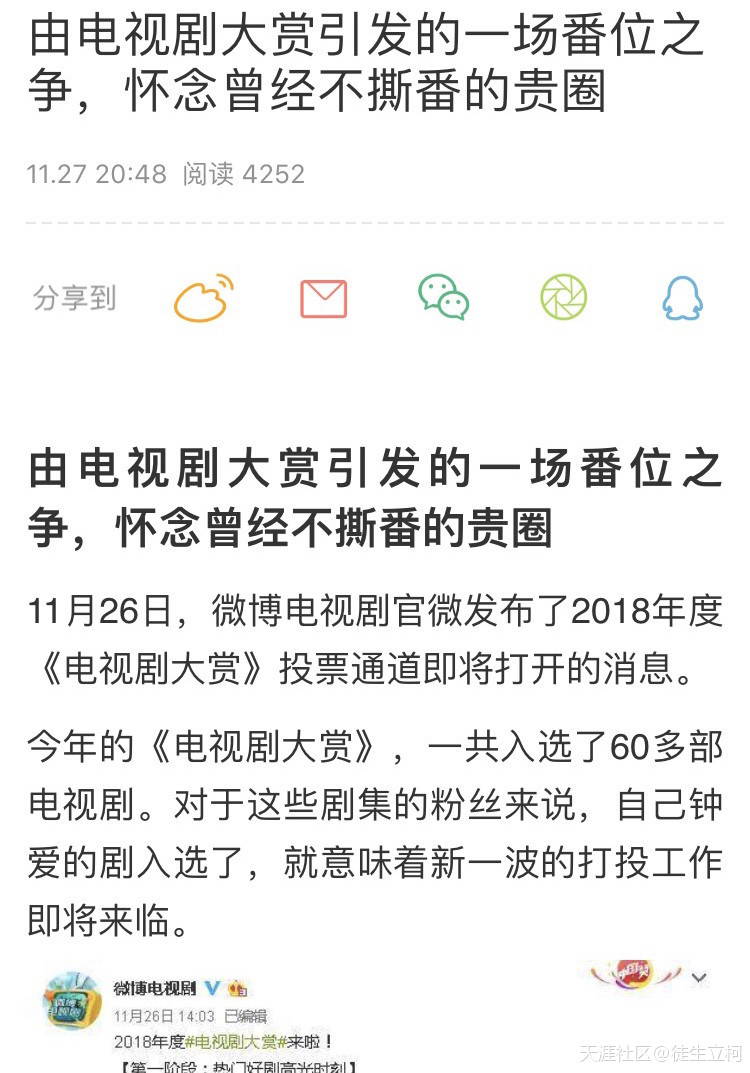 由电视剧大赏引发的一场番位之
争，怀念曾经不撕番的贵圈
11.27 20:48 阅读 4252
分享到
由电视剧大赏引发的一场番位之
争，怀念曾经不撕番的贵圈
11月26日，微博电视剧官微发布了2018年度
《电视剧大赏》投票通道即将打开的消息。
今年的《电视剧大赏》，一共入选了60多部
电视剧。对于这些剧集的粉丝来说，自己钟
爱的剧入选了，就意味着新一波的打投工作
即将来临。
微博电视剧
微博
电视剧
11月26日 14:03 已编辑
2018年度#电视剧大赏#来啦！
【第一阶段：热门好剧高光时刻】
天涯社区@徒生立柯